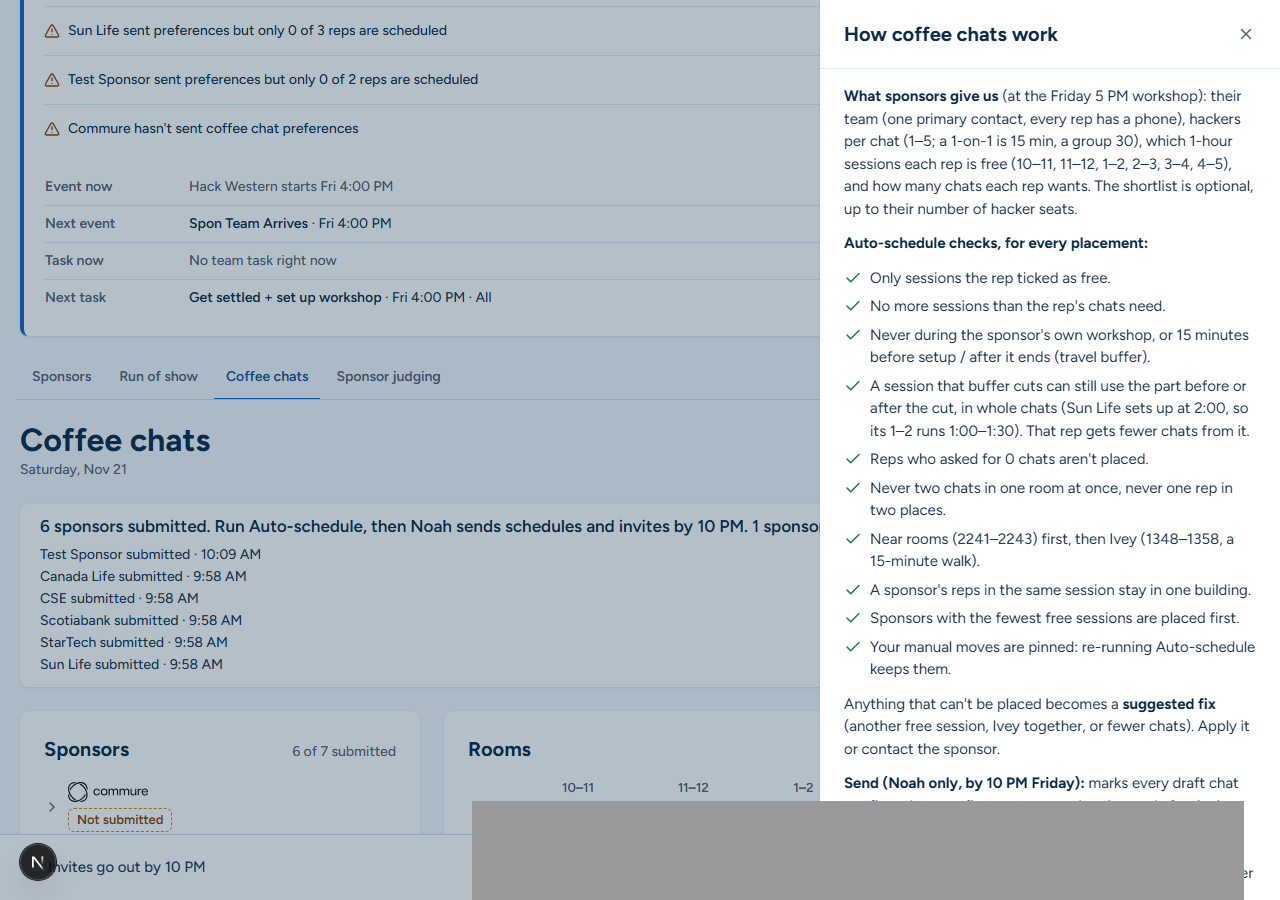 Sun Life sent preferences but only 0 of 3 reps are scheduled
Test Sponsor sent preferences but only 0 of 2 reps are scheduled
Commure hasn't sent coffee chat preferences
Event now Hack Western starts Fri 4:00 PM
Next event Spon Team Arrives · Fri 4:00 PM
Task now No team task right now
Next task Get settled + set up workshop · Fri 4:00 PM · All
Sponsors Run of show Coffee chats Sponsor judging
Coffee chats
Saturday, Nov 21
6 sponsors submitted. Run Auto-schedule, then Noah sends schedules and invites by 10 PM. 1
Test Sponsor submitted · 10:09 AM
Canada Life submitted · 9:58 AM
CSE submitted · 9:58 AM
Scotiabank submitted · 9:58 AM
StarTech submitted · 9:58 AM
Sun Life submitted · 9:58 AM
Sponsors 6 of 7 submitted
commure
Not submitted
Rooms
10–11 11–12 1–2
N
Invites go out by 10 PM
How coffee chats work
What sponsors give us (at the Friday 5 PM workshop): their
team (one primary contact, every rep has a phone), hackers
per chat (1–5; a 1-on-1 is 15 min, a group 30), which 1-hour
sessions each rep is free (10–11, 11–12, 1–2, 2–3, 3–4, 4–5),
and how many chats each rep wants. The shortlist is optional,
up to their number of hacker seats.
Auto-schedule checks, for every placement:
Only sessions the rep ticked as free.
No more sessions than the rep's chats need.
Never during the sponsor's own workshop, or 15 minutes
before setup / after it ends (travel buffer).
A session that buffer cuts can still use the part before or
after the cut, in whole chats (Sun Life sets up at 2:00, so
its 1–2 runs 1:00–1:30). That rep gets fewer chats from it.
Reps who asked for 0 chats aren't placed.
Never two chats in one room at once, never one rep in
two places.
Near rooms (2241–2243) first, then Ivey (1348–1358, a
15-minute walk).
A sponsor's reps in the same session stay in one building.
Sponsors with the fewest free sessions are placed first.
Your manual moves are pinned: re-running Auto-schedule
keeps them.
Anything that can't be placed becomes a suggested fix
(another free session, Ivey together, or fewer chats). Apply it
or contact the sponsor.
Send (Noah only, by 10 PM Friday): marks every draft chat